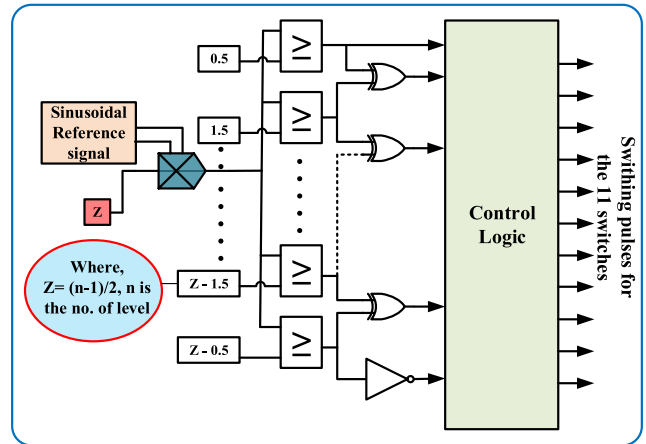 0.5
≥
Sinusoidal
Reference
signal
1.5
≥
Z
Where,
Z= (n-1)/2, n is
the no. of level
Z - 1.5
≥
Z - 0.5
≥
Control
Logic
Swithing pulses for
the 11 switches